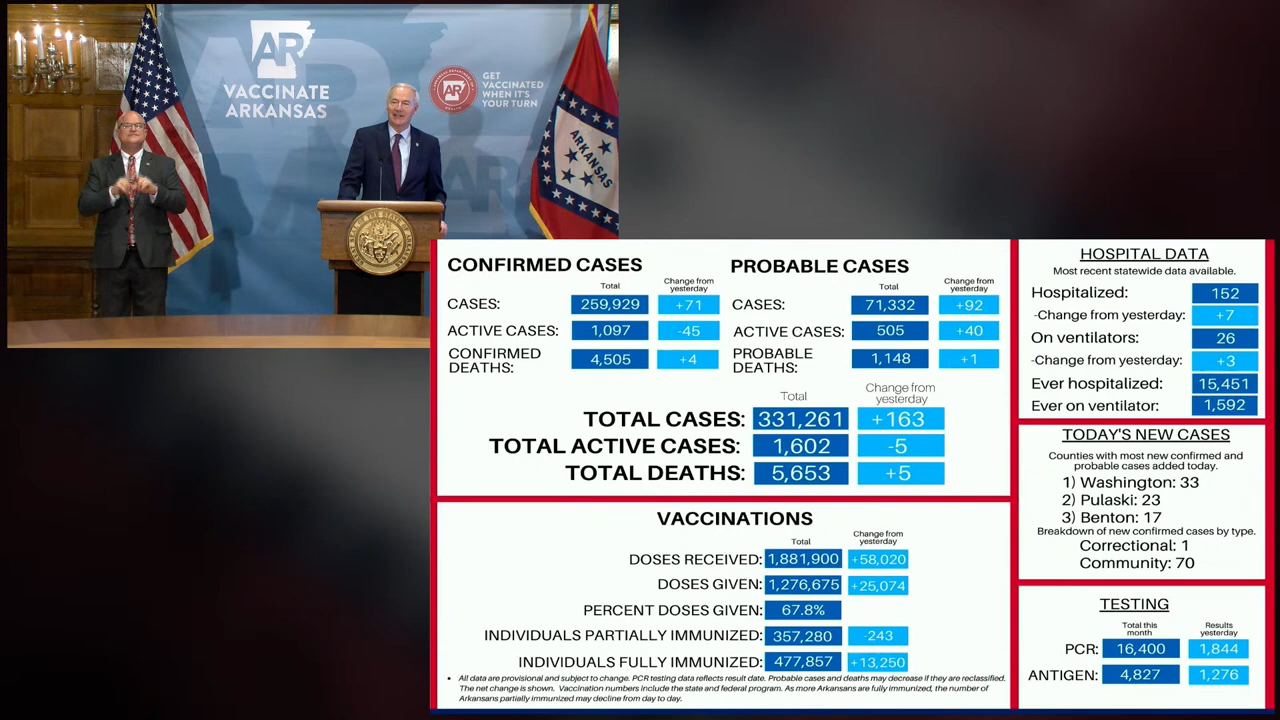 AR
VACCINATE
ARKANSAS
AR
GET
VACCINATED
WHEN IT'S
YOUR TURN
ARKANSAS
CONFIRMED CASES
Total
Change from
yesterday
CASES: 259,929 +71
ACTIVE CASES: 1,097 -45
CONFIRMED
DEATHS: 4,505 +4
PROBABLE CASES
Total
Change from
yesterday
CASES: 71,332 +92
ACTIVE CASES: 505 +40
PROBABLE
DEATHS: 1,148 +1
Total
Change from
yesterday
TOTAL CASES: 331,261 +163
TOTAL ACTIVE CASES: 1,602 -5
TOTAL DEATHS: 5,653 +5
VACCINATIONS
Total
Change from
yesterday
DOSES RECEIVED: 1,881,900 +58,020
DOSES GIVEN: 1,276,675 +25,074
PERCENT DOSES GIVEN: 67.8%
INDIVIDUALS PARTIALLY IMMUNIZED: 357,280 -243
INDIVIDUALS FULLY IMMUNIZED: 477,857 +13,250
• All data are provisional and subject to change. PCR testing data reflects result date. Probable cases and deaths may decrease if they are reclassified.
The net change is shown. Vaccination numbers include the state and federal program. As more Arkansans are fully immunized, the number of
Arkansans partially immunized may decline from day to day.
HOSPITAL DATA
Most recent statewide data available.
Hospitalized: 152
-Change from yesterday: +7
On ventilators: 26
-Change from yesterday: +3
Ever hospitalized: 15,451
Ever on ventilator: 1,592
TODAY'S NEW CASES
Counties with most new confirmed and
probable cases added today.
1) Washington: 33
2) Pulaski: 23
3) Benton: 17
Breakdown of new confirmed cases by type.
Correctional: 1
Community: 70
TESTING
Total this
month
Results
yesterday
PCR: 16,400 1,844
ANTIGEN: 4,827 1,276